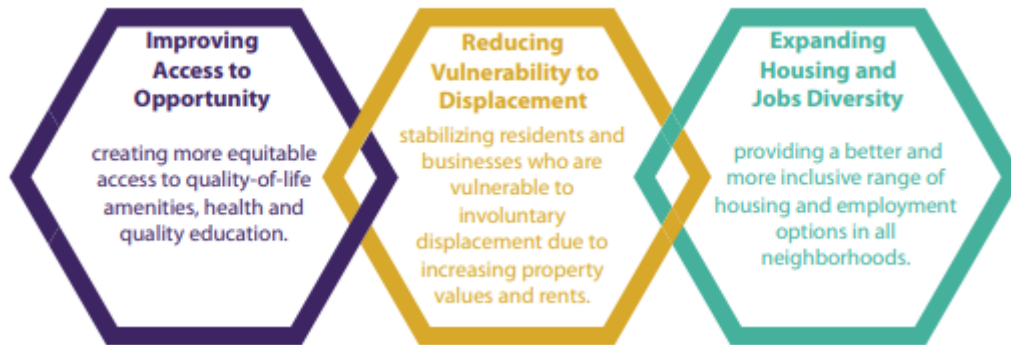 Improving
Access to
Opportunity
creating more equitable
access to quality-of-life
amenities, health and
quality education.
Reducing
Vulnerability to
Displacement
stabilizing residents and
businesses who are
vulnerable to
involuntary
displacement due to
increasing property
values and rents.
Expanding
Housing and
Jobs Diversity
providing a better and
more inclusive range of
housing and employment
options in all
neighborhoods.